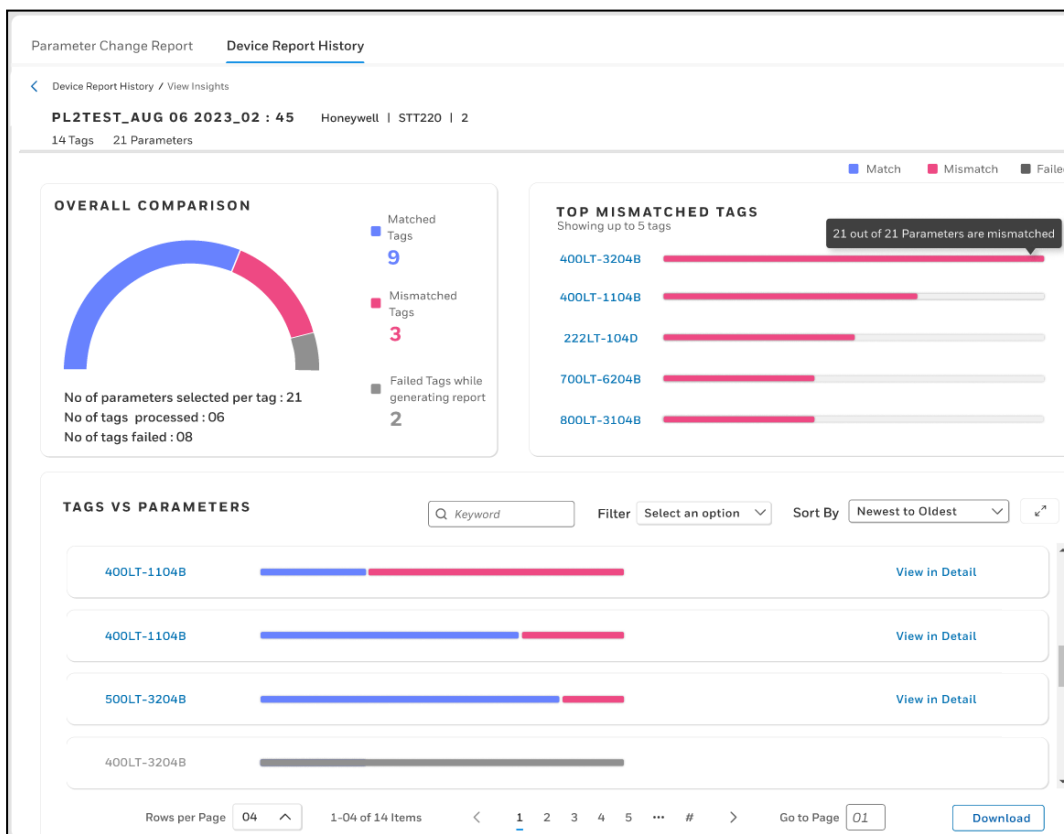 Parameter Change Report Device Report History
Device Report History / View Insights
PL2TEST_AUG 06 2023_02 : 45 Honeywell | STT220 | 2
14 Tags 21 Parameters
Match Mismatch Faile
OVERALL COMPARISON
Matched
Tags
9
Mismatched
Tags
3
Failed Tags while
generating report
2
No of parameters selected per tag : 21
No of tags processed : 06
No of tags failed : 08
TOP MISMATCHED TAGS
Showing up to 5 tags
21 out of 21 Parameters are mismatched
400LT-3204B
400LT-1104B
222LT-104D
700LT-6204B
800LT-3104B
TAGS VS PARAMETERS
Keyword
Filter Select an option
Sort By Newest to Oldest
400LT-1104B View in Detail
400LT-1104B View in Detail
500LT-3204B View in Detail
400LT-3204B
Rows per Page 04 1-04 of 14 Items < 1 2 3 4 5 ... # > Go to Page 01 Download